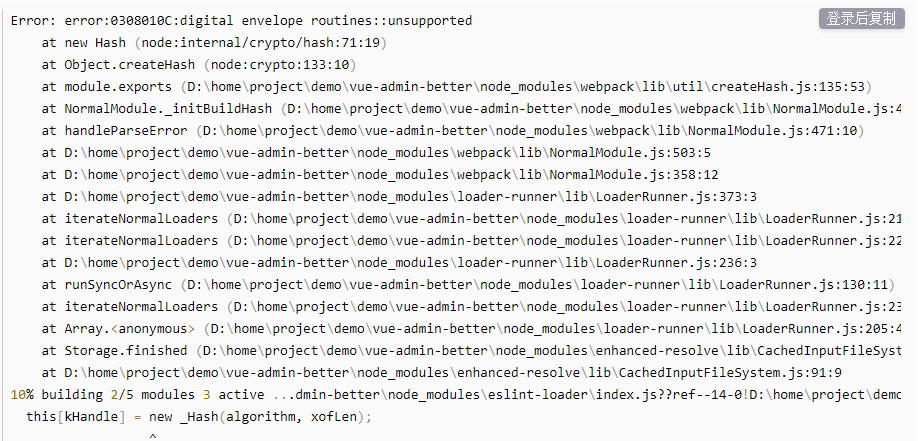 Error: error:0308010C:digital envelope routines::unsupported
登录后复制
at new Hash (node:internal/crypto/hash:71:19)
at Object.createHash (node:crypto:133:10)
at module.exports (D:\home\project\demo\vue-admin-better\node_modules\webpack\lib\util\createHash.js:135:53)
at NormalModule._initBuildHash (D:\home\project\demo\vue-admin-better\node_modules\webpack\lib\NormalModule.js:4
at handleParseError (D:\home\project\demo\vue-admin-better\node_modules\webpack\lib\NormalModule.js:471:10)
at D:\home\project\demo\vue-admin-better\node_modules\webpack\lib\NormalModule.js:503:5
at D:\home\project\demo\vue-admin-better\node_modules\webpack\lib\NormalModule.js:358:12
at D:\home\project\demo\vue-admin-better\node_modules\loader-runner\lib\LoaderRunner.js:373:3
at iterateNormalLoaders (D:\home\project\demo\vue-admin-better\node_modules\loader-runner\lib\LoaderRunner.js:21
at iterateNormalLoaders (D:\home\project\demo\vue-admin-better\node_modules\loader-runner\lib\LoaderRunner.js:22
at D:\home\project\demo\vue-admin-better\node_modules\loader-runner\lib\LoaderRunner.js:236:3
at runSyncOrAsync (D:\home\project\demo\vue-admin-better\node_modules\loader-runner\lib\LoaderRunner.js:130:11)
at iterateNormalLoaders (D:\home\project\demo\vue-admin-better\node_modules\loader-runner\lib\LoaderRunner.js:23
at Array.<anonymous> (D:\home\project\demo\vue-admin-better\node_modules\loader-runner\lib\LoaderRunner.js:205:4
at Storage.finished (D:\home\project\demo\vue-admin-better\node_modules\enhanced-resolve\lib\CachedInputFileSyst
at D:\home\project\demo\vue-admin-better\node_modules\enhanced-resolve\lib\CachedInputFileSystem.js:91:9
10% building 2/5 modules 3 active ...dmin-better\node_modules\eslint-loader\index.js??ref--14-0!D:\home\project\demo
this[kHandle] = new _Hash(algorithm, xofLen);
^